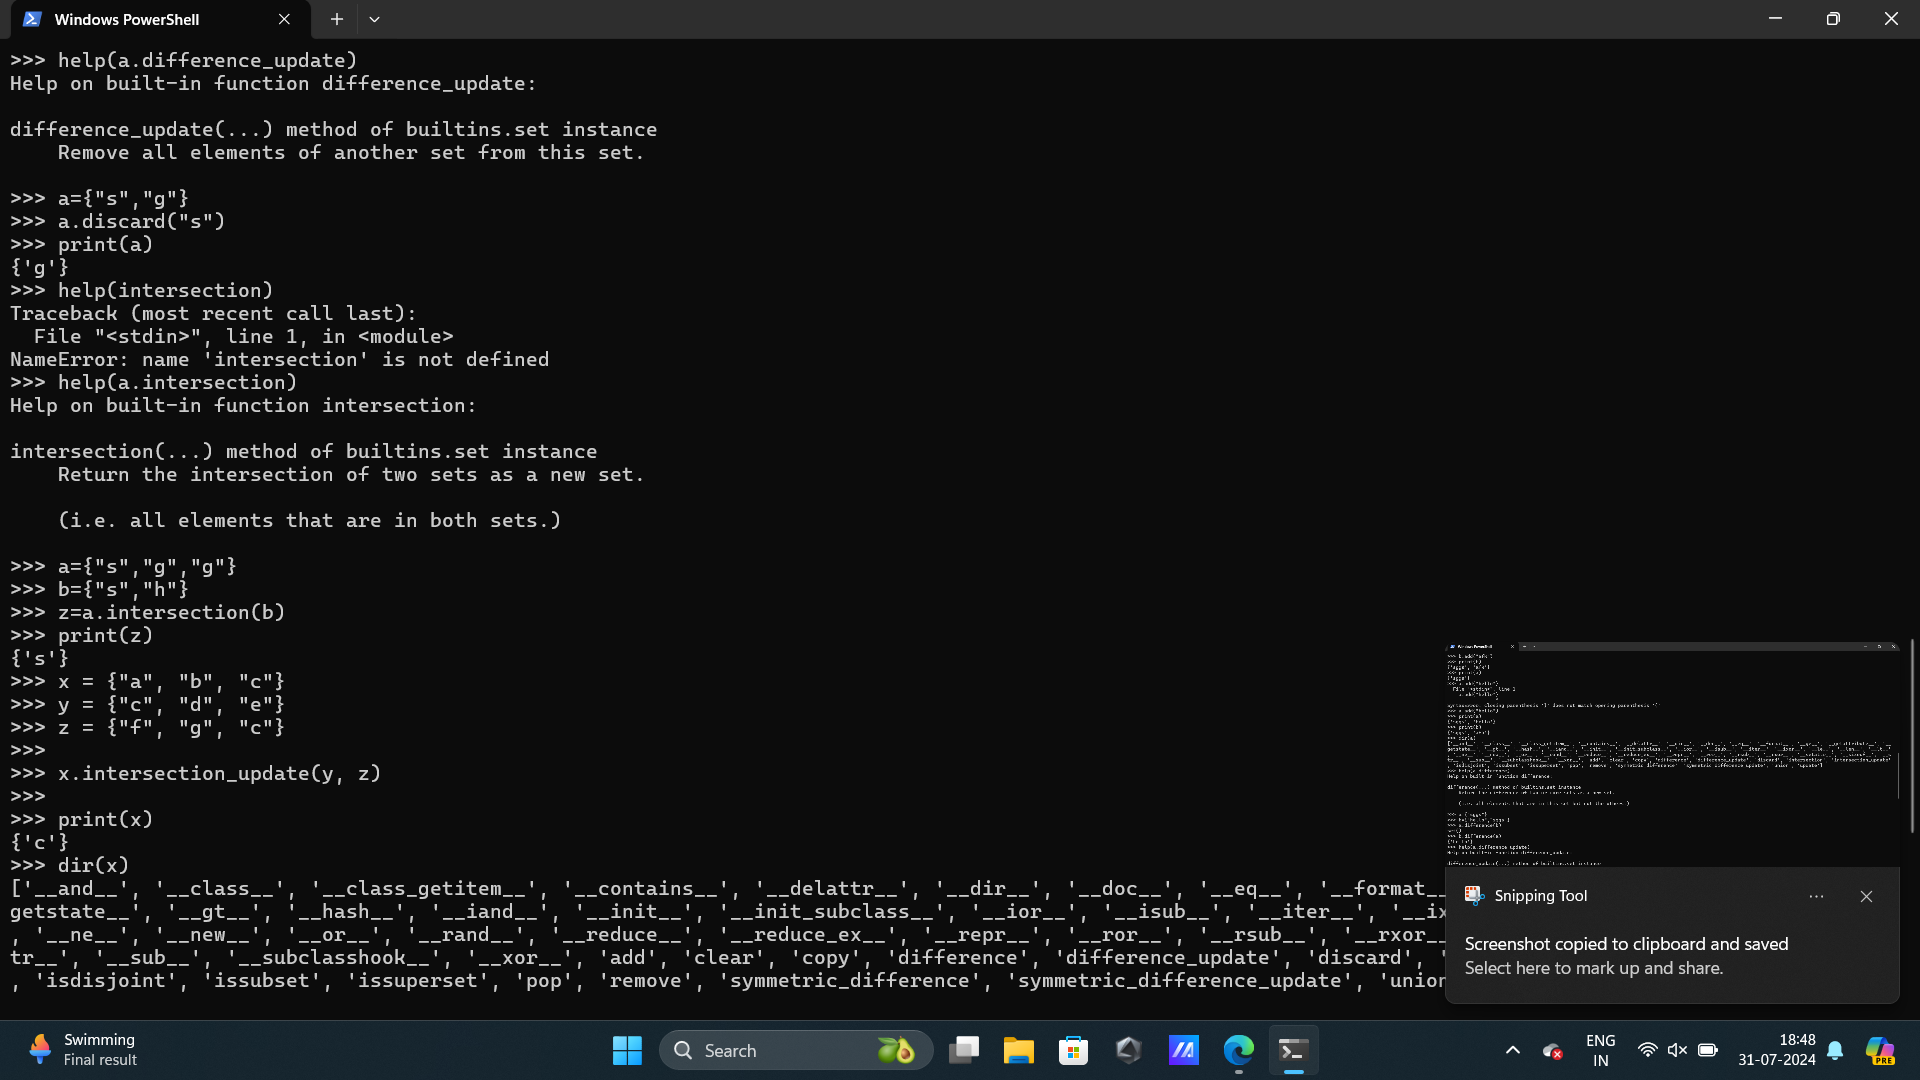 Windows PowerShell
>>> help(a.difference_update)
Help on built-in function difference_update:
difference_update(...) method of builtins.set instance
    Remove all elements of another set from this set.
>>> a={"s","g"}
>>> a.discard("s")
>>> print(a)
{'g'}
>>> help(intersection)
Traceback (most recent call last):
  File "<stdin>", line 1, in <module>
NameError: name 'intersection' is not defined
>>> help(a.intersection)
Help on built-in function intersection:
intersection(...) method of builtins.set instance
    Return the intersection of two sets as a new set.
    (i.e. all elements that are in both sets.)
>>> a={"s","g","g"}
>>> b={"s","h"}
>>> z=a.intersection(b)
>>> print(z)
{'s'}
>>> x = {"a", "b", "c"}
>>> y = {"c", "d", "e"}
>>> z = {"f", "g", "c"}
>>>
>>> x.intersection_update(y, z)
>>>
>>> print(x)
{'c'}
>>> dir(x)
['__and__', '__class__', '__class_getitem__', '__contains__', '__delattr__', '__dir__', '__doc__', '__eq__', '__format__
getstate__', '__gt__', '__hash__', '__iand__', '__init__', '__init_subclass__', '__ior__', '__isub__', '__iter__', '__ix
, '__ne__', '__new__', '__or__', '__rand__', '__reduce__', '__reduce_ex__', '__repr__', '__ror__', '__rsub__', '__rxor__
tr__', '__sub__', '__subclasshook__', '__xor__', 'add', 'clear', 'copy', 'difference', 'difference_update', 'discard', '
, 'isdisjoint', 'issubset', 'issuperset', 'pop', 'remove', 'symmetric_difference', 'symmetric_difference_update', 'union
Snipping Tool
Screenshot copied to clipboard and saved
Select here to mark up and share.
Swimming
Final result
Search
ENG
IN
18:48
31-07-2024
PRE